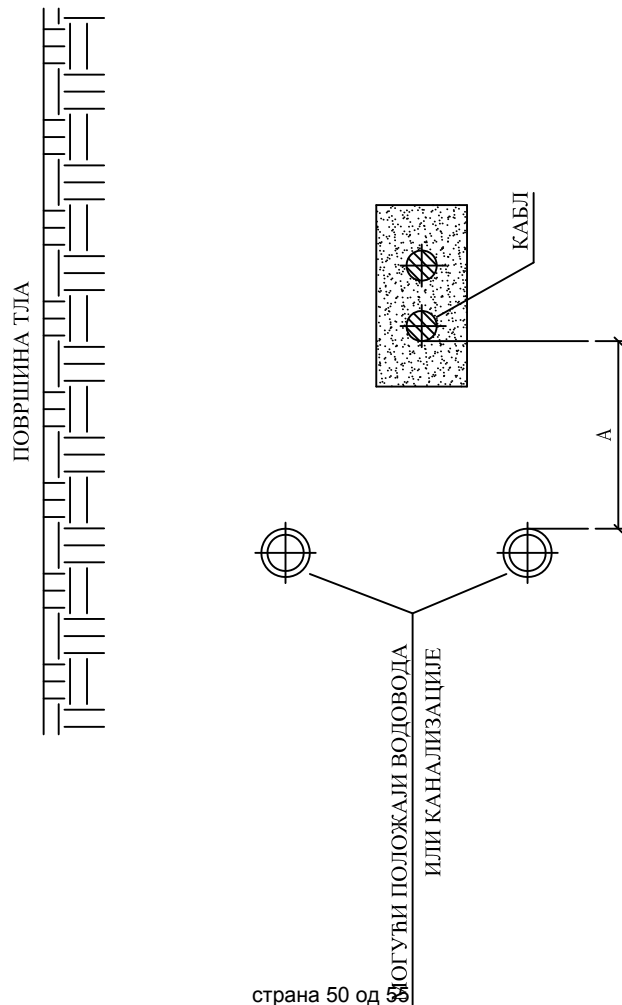 ПОВРШИНА ТЛА
КАБЛ
А
МОГУЋИ ПОЛОЖАЈИ ВОДОВОДА
ИЛИ КАНАЛИЗАЦИЈЕ
страна 50 од 55